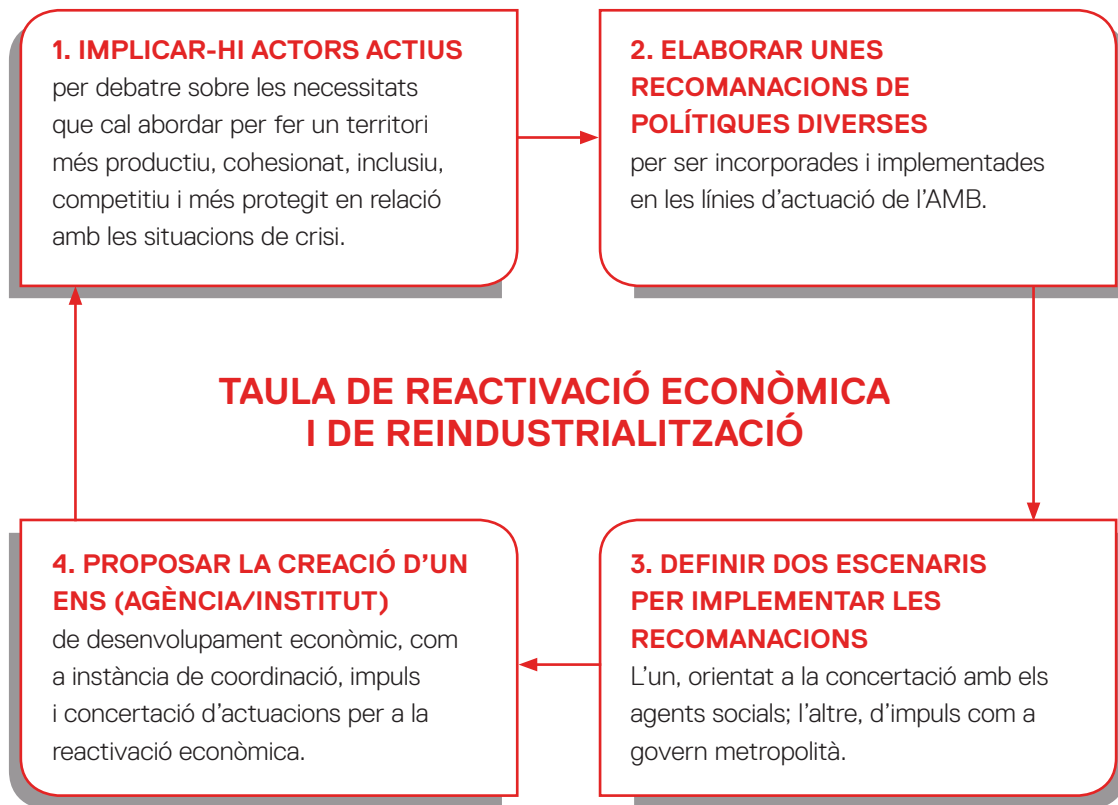 1. IMPLICAR-HI ACTORS ACTIUS
per debatre sobre les necessitats
que cal abordar per fer un territori
més productiu, cohesionat, inclusiu,
competitiu i més protegit en relació
amb les situacions de crisi.
2. ELABORAR UNES
RECOMANACIONS DE
POLÍTIQUES DIVERSES
per ser incorporades i implementades
en les línies d’actuació de l’AMB.
TAULA DE REACTIVACIÓ ECONÒMICA
I DE REINDUSTRIALITZACIÓ
4. PROPOSAR LA CREACIÓ D’UN
ENS (AGÈNCIA/INSTITUT)
de desenvolupament econòmic, com
a instància de coordinació, impuls
i concertació d’actuacions per a la
reactivació econòmica.
3. DEFINIR DOS ESCENARIS
PER IMPLEMENTAR LES
RECOMANACIONS
L’un, orientat a la concertació amb els
agents socials; l’altre, d’impuls com a
govern metropolità.